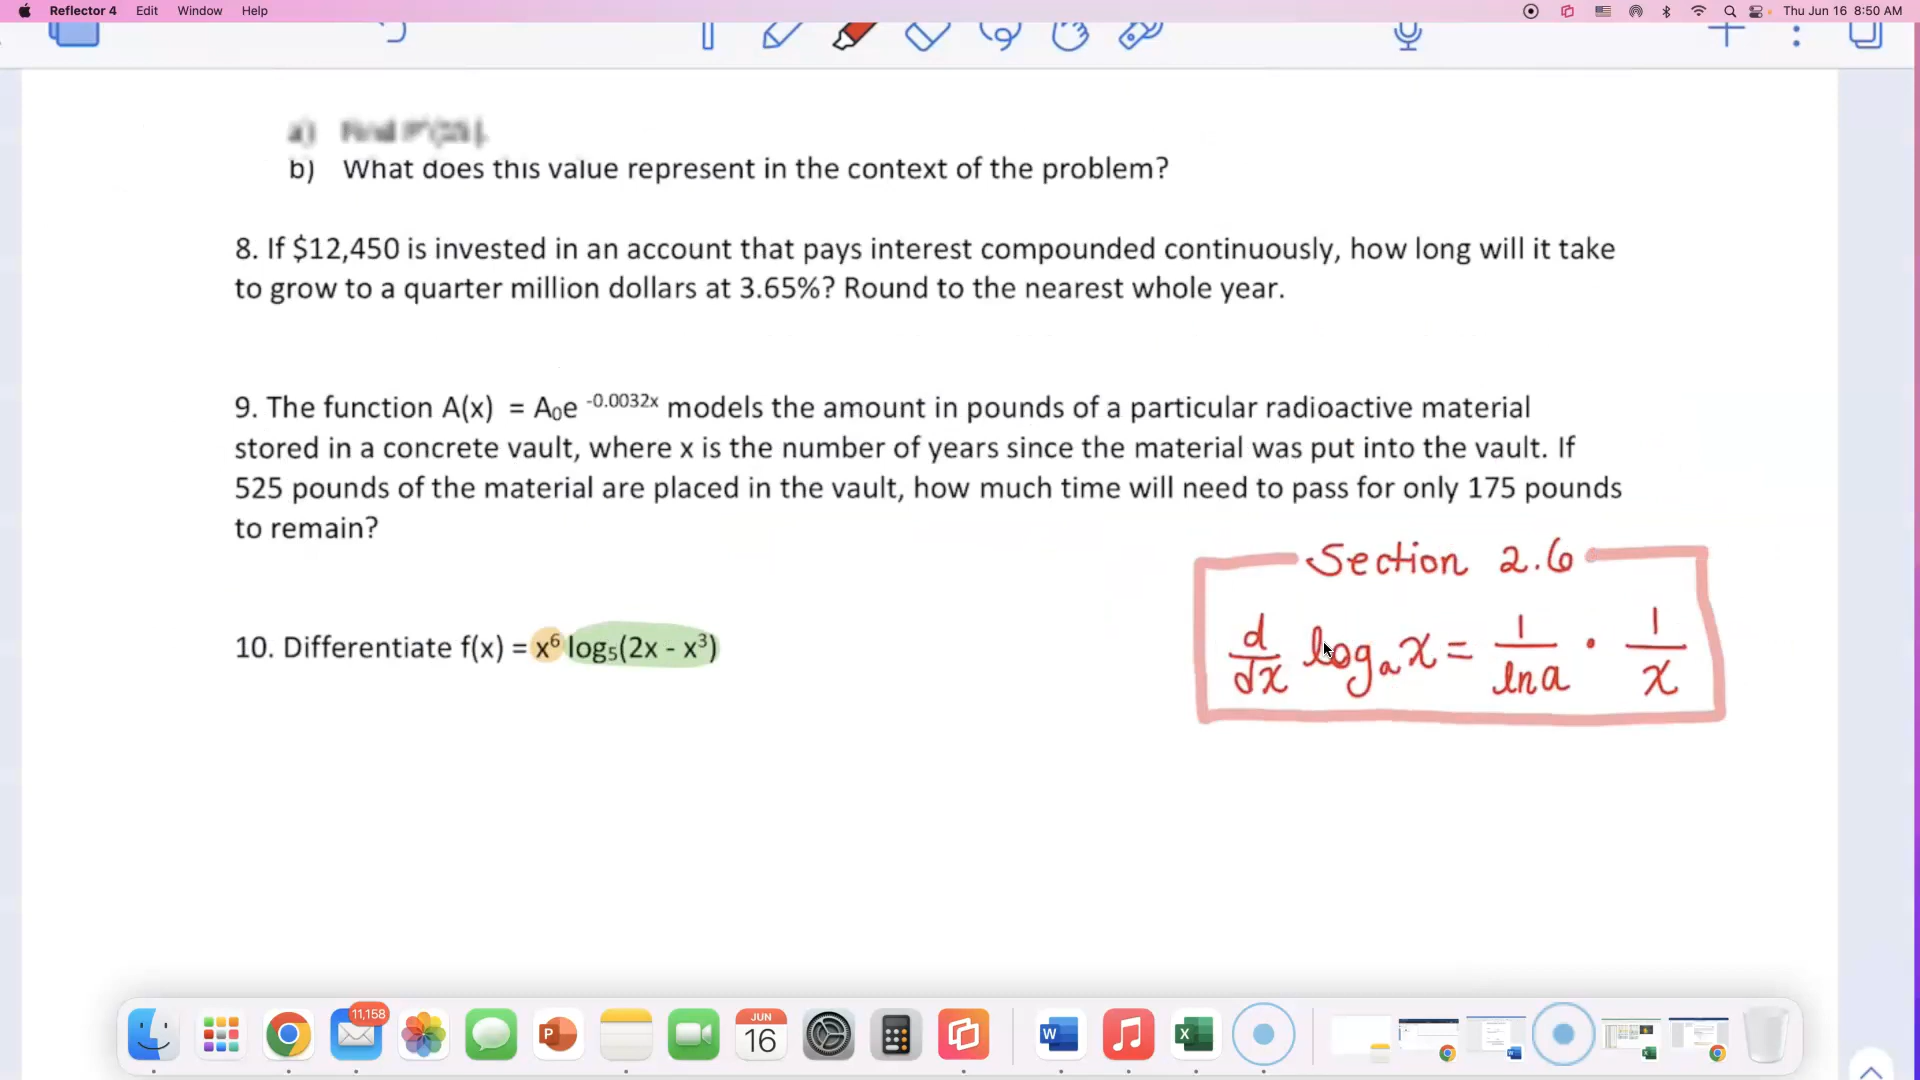 Reflector 4 Edit Window Help Thu Jun 16 8:50 AM
a)
b) What does this value represent in the context of the problem?
8. If $12,450 is invested in an account that pays interest compounded continuously, how long will it take
to grow to a quarter million dollars at 3.65%? Round to the nearest whole year.
9. The function A(x) = A₀e ^-0.0032x models the amount in pounds of a particular radioactive material
stored in a concrete vault, where x is the number of years since the material was put into the vault. If
525 pounds of the material are placed in the vault, how much time will need to pass for only 175 pounds
to remain?
Section 2.6
10. Differentiate f(x) = x⁶ log₅(2x - x³)
d/dx logₐ x = 1/ln a · 1/x
11,158
JUN
16
P
W
X